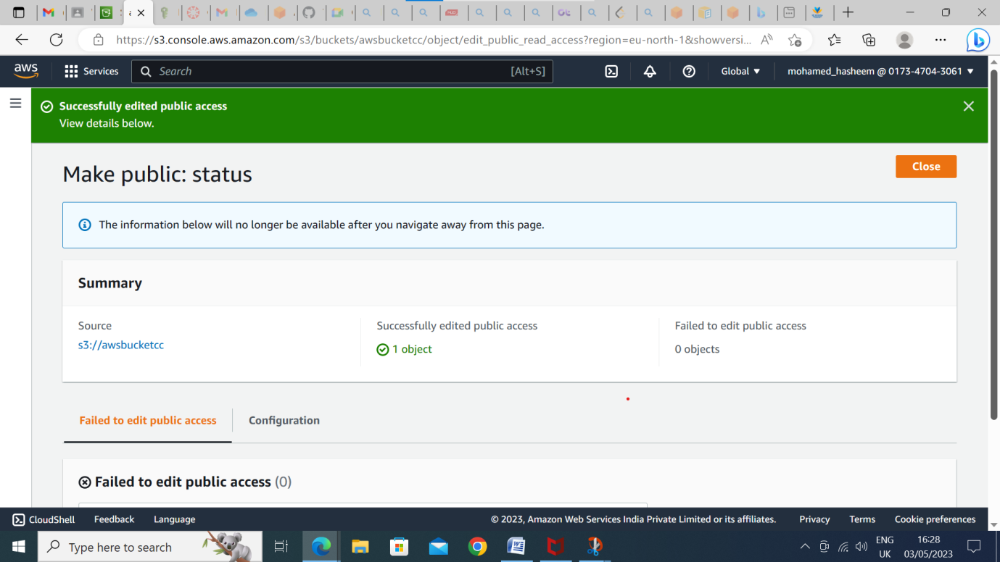 https://s3.console.aws.amazon.com/s3/buckets/awsbucketcc/object/edit_public_read_access?region=eu-north-1&showversi...
aws
Services
Search
[Alt+S]
Global
mohamed_hasheem @ 0173-4704-3061
Successfully edited public access
View details below.
Make public: status
Close
The information below will no longer be available after you navigate away from this page.
Summary
Source
s3://awsbucketcc
Successfully edited public access
1 object
Failed to edit public access
0 objects
Failed to edit public access
Configuration
Failed to edit public access (0)
CloudShell
Feedback
Language
© 2023, Amazon Web Services India Private Limited or its affiliates.
Privacy
Terms
Cookie preferences
Type here to search
ENG
UK
16:28
03/05/2023